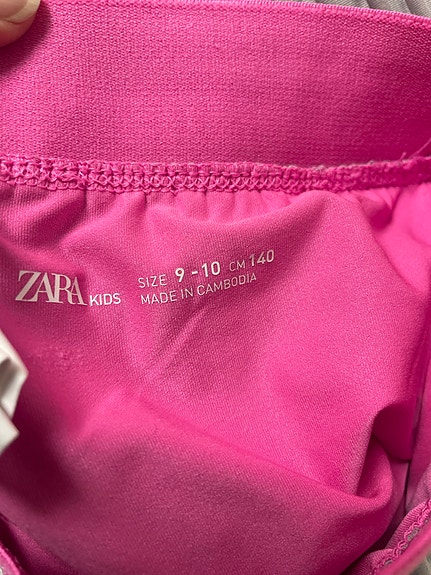 ZARA KIDS
SIZE 9 - 10 CM 140
MADE IN CAMBODIA